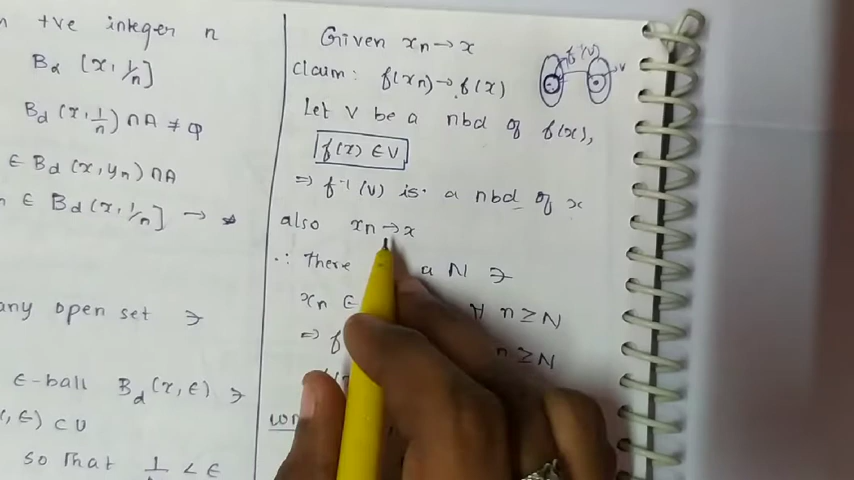 +ve integer n
Bd (x, 1/n)
Bd (x, 1/n) ∩ A ≠ φ
∈ Bd (x, yn) ∩ A
n ∈ Bd (x, 1/n) →
any open set ∋
∈-ball Bd (x, ∈) ∋
, ∈) ⊂ U
so that 1/ < ∈
Given xn → x
Claim: f(xn) → f(x)
f⁻¹(V) V
Let V be a nbd of f(x),
f(x) ∈ V
⇒ f⁻¹(V) is a nbd of x
also xn → x
∴ there a N ∋
xn ∈ ∀ n ≥ N
⇒ f n ≥ N